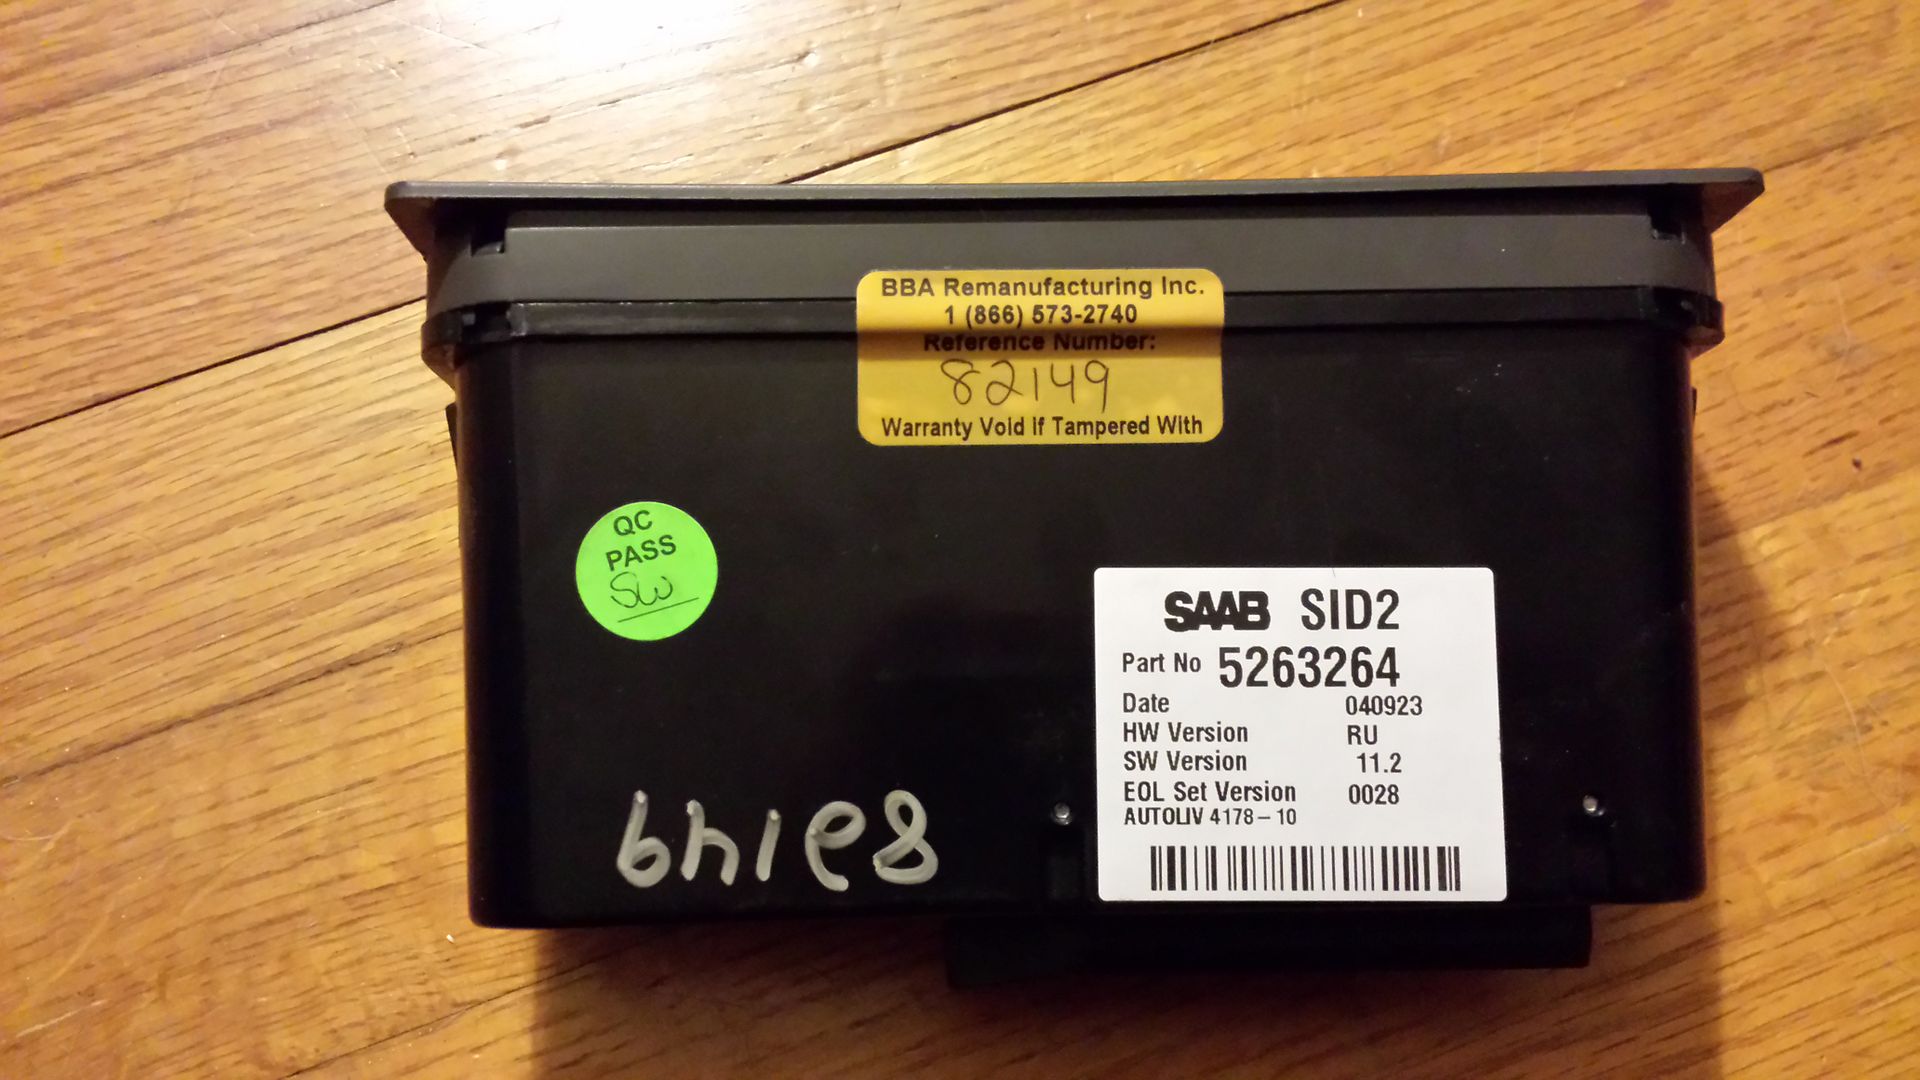 BBA Remanufacturing Inc.
1 (866) 573-2740
Reference Number:
82149
Warranty Void If Tampered With
QC
PASS
SW
SAAB SID2
Part No 5263264
Date 040923
HW Version RU
SW Version 11.2
EOL Set Version 0028
AUTOLIV 4178-10
82149